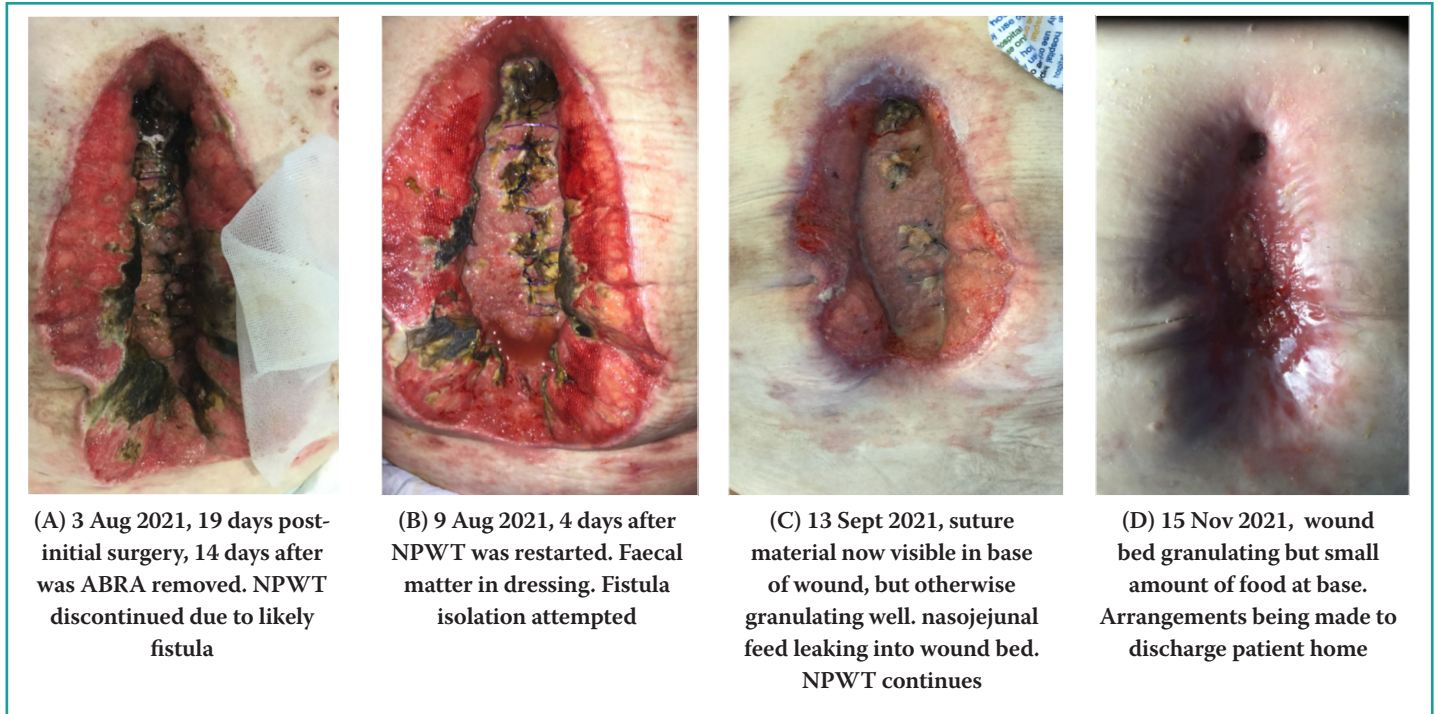 (A) 3 Aug 2021, 19 days post-
initial surgery, 14 days after
was ABRA removed. NPWT
discontinued due to likely
fistula
(B) 9 Aug 2021, 4 days after
NPWT was restarted. Faecal
matter in dressing. Fistula
isolation attempted
(C) 13 Sept 2021, suture
material now visible in base
of wound, but otherwise
granulating well. nasojejunal
feed leaking into wound bed.
NPWT continues
(D) 15 Nov 2021, wound
bed granulating but small
amount of food at base.
Arrangements being made to
discharge patient home